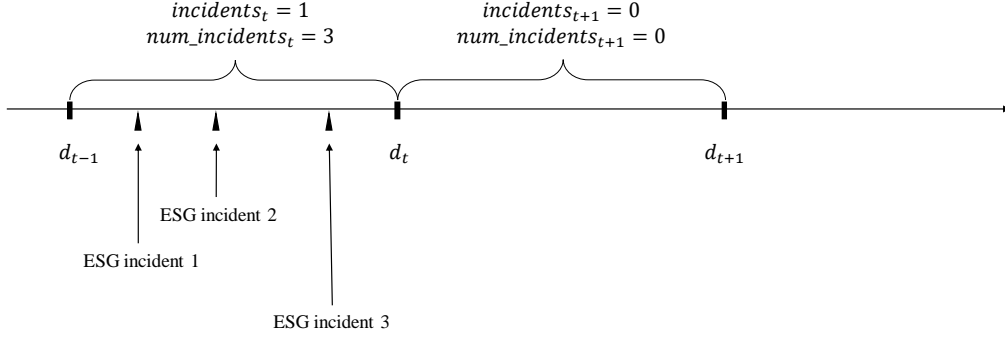 incidents_t = 1
num_incidents_t = 3
incidents_{t+1} = 0
num_incidents_{t+1} = 0
d_{t−1}
d_t
d_{t+1}
ESG incident 2
ESG incident 1
ESG incident 3